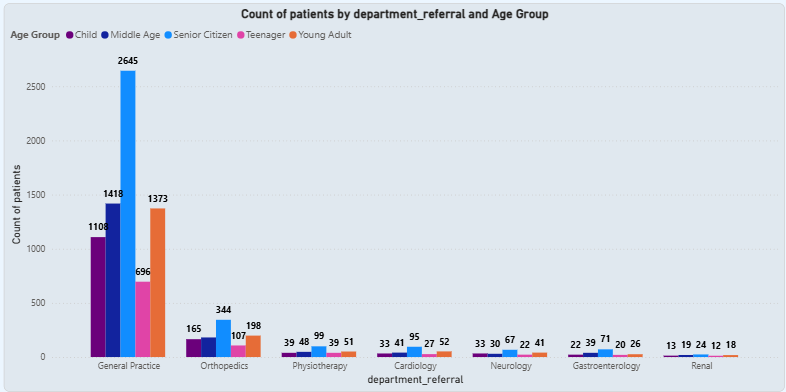 Count of patients by department_referral and Age Group
Age Group Child Middle Age Senior Citizen Teenager Young Adult
Count of patients
2500
2000
1500
1000
500
0
1108 1418 2645 696 1373
165 344 107 198
39 48 99 39 51
33 41 95 27 52
33 30 67 22 41
22 39 71 20 26
13 19 24 12 18
General Practice Orthopedics Physiotherapy Cardiology Neurology Gastroenterology Renal
department_referral